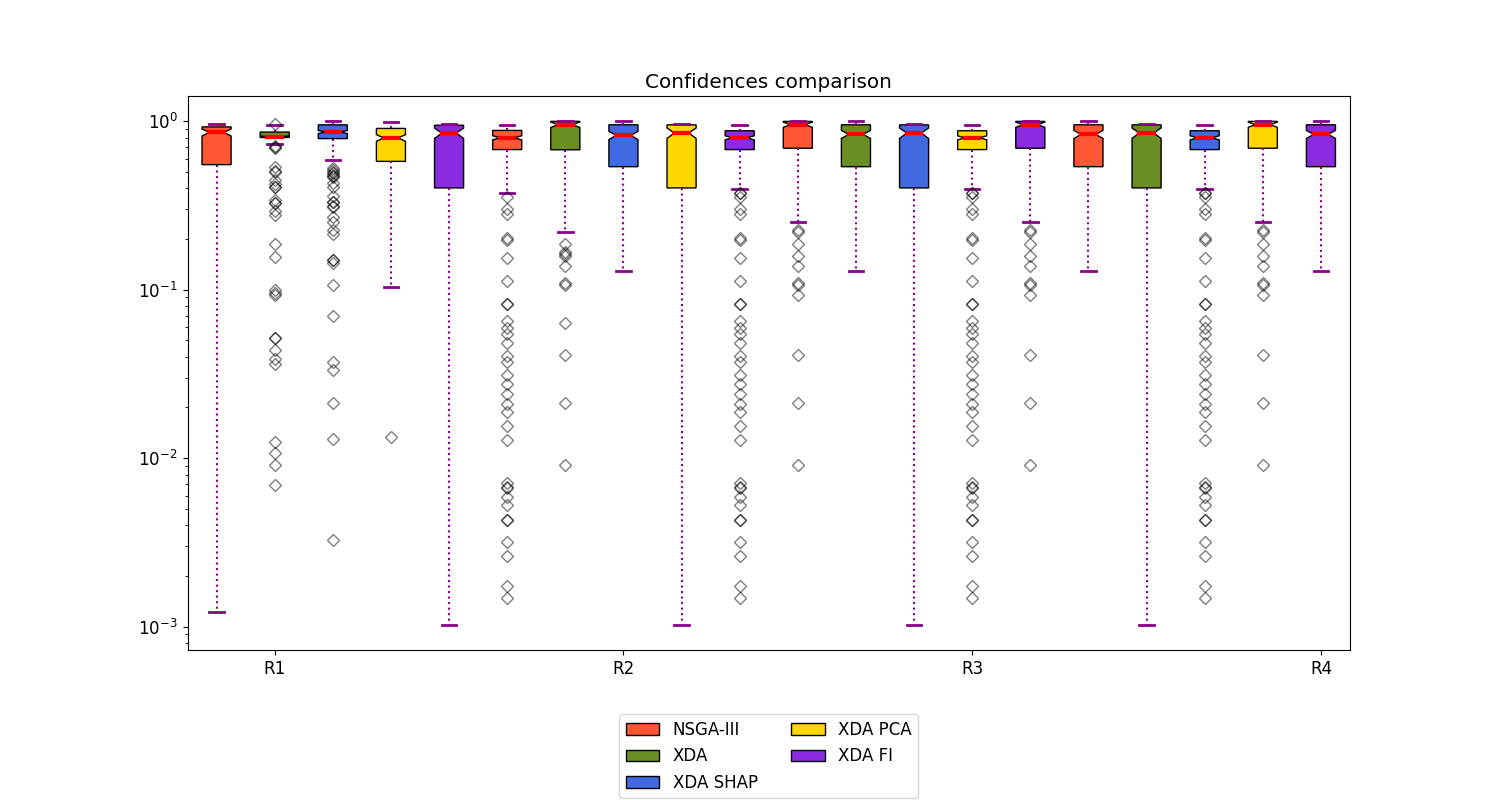 Confidences comparison
10⁰
10⁻¹
10⁻²
10⁻³
R1 R2 R3 R4
NSGA-III XDA PCA
XDA XDA FI
XDA SHAP